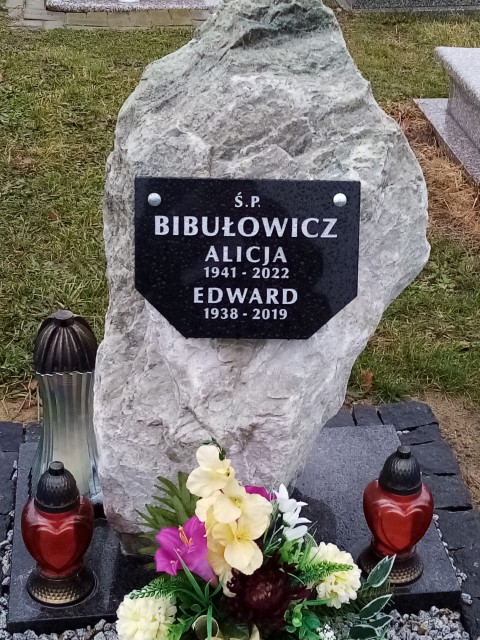 Ś.P.
BIBUŁOWICZ
ALICJA
1941 - 2022
EDWARD
1938 - 2019